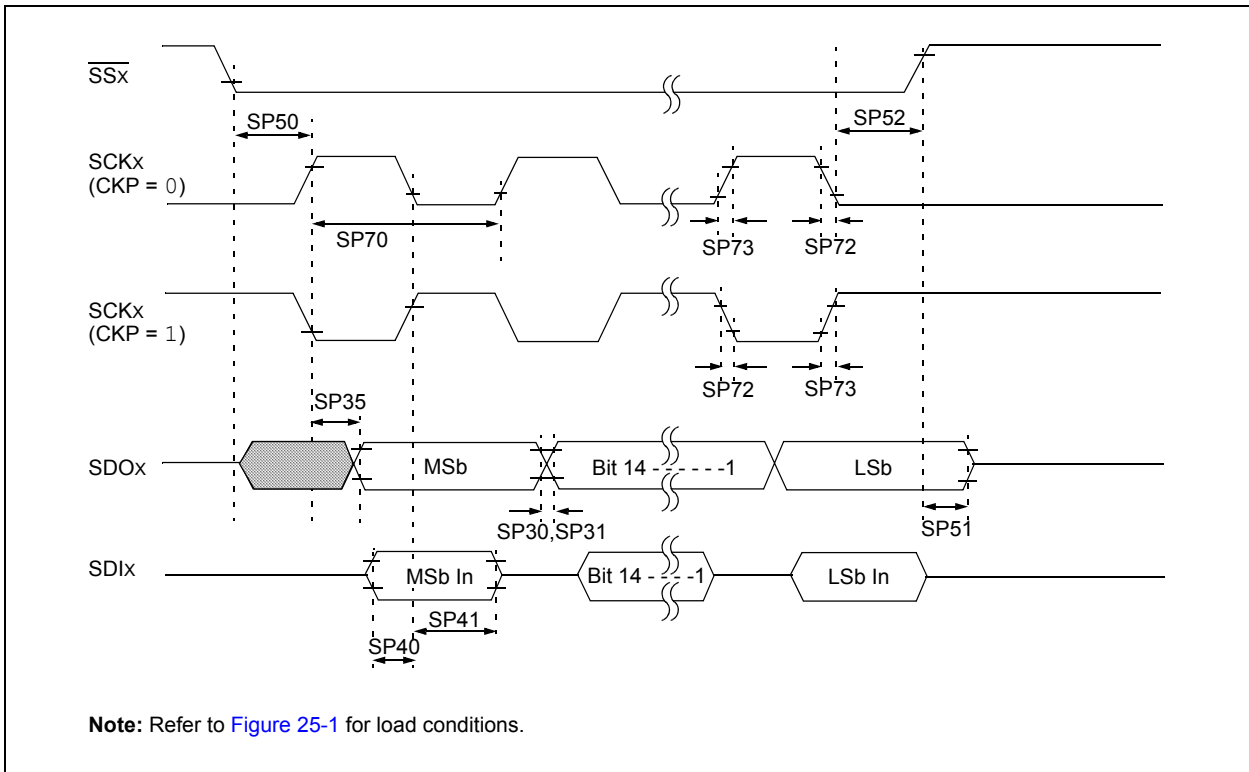 SSx
SP50
SP52
SCKx
(CKP = 0)
SP70
SP73
SP72
SCKx
(CKP = 1)
SP72
SP73
SP35
SDOx
MSb
Bit 14 - - - - - -1
LSb
SP30,SP31
SP51
SDIx
MSb In
Bit 14 - - - -1
LSb In
SP41
SP40
Note: Refer to Figure 25-1 for load conditions.